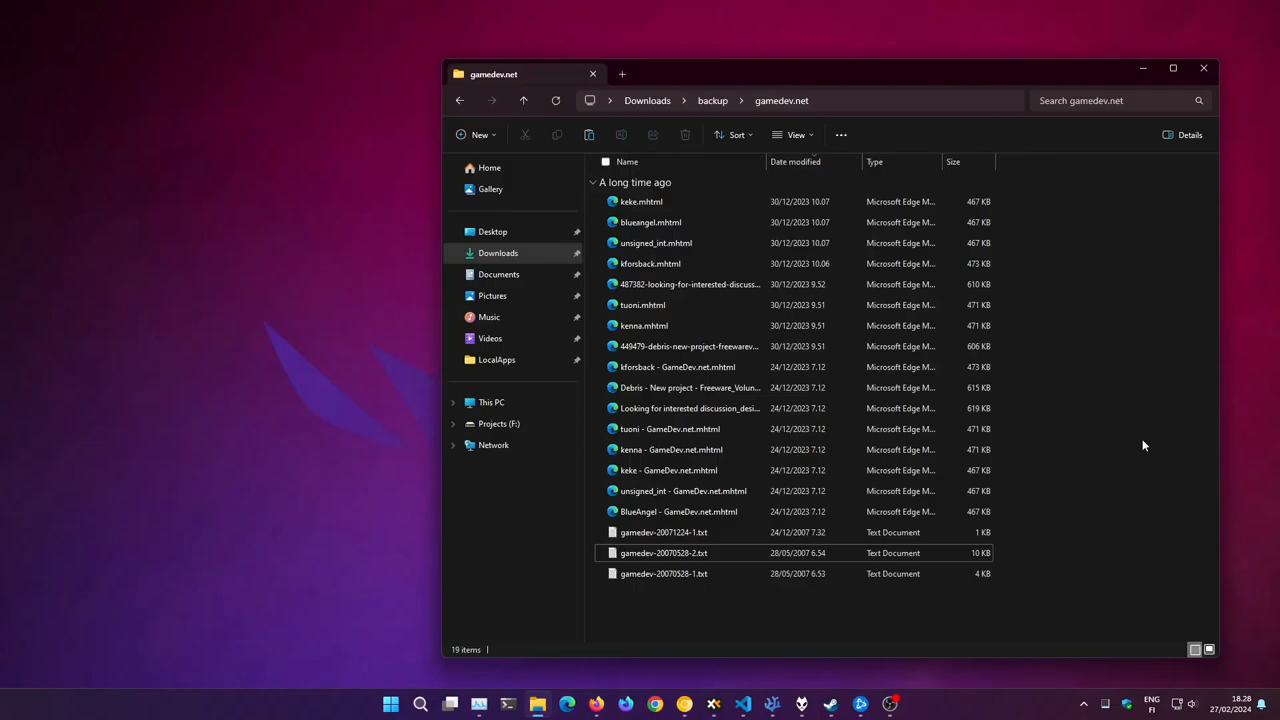 gamedev.net
Downloads > backup > gamedev.net
Search gamedev.net
New
Sort
View
Details
Home
Gallery
Desktop
Downloads
Documents
Pictures
Music
Videos
LocalApps
This PC
Projects (F:)
Network
Name Date modified Type Size
A long time ago
keke.mhtml 30/12/2023 10.07 Microsoft Edge M... 467 KB
blueangel.mhtml 30/12/2023 10.07 Microsoft Edge M... 467 KB
unsigned_int.mhtml 30/12/2023 10.07 Microsoft Edge M... 467 KB
kforsback.mhtml 30/12/2023 10.06 Microsoft Edge M... 473 KB
487382-looking-for-interested-discuss... 30/12/2023 9.52 Microsoft Edge M... 610 KB
tuoni.mhtml 30/12/2023 9.51 Microsoft Edge M... 471 KB
kenna.mhtml 30/12/2023 9.51 Microsoft Edge M... 471 KB
449479-debris-new-project-freewarev... 30/12/2023 9.51 Microsoft Edge M... 606 KB
kforsback - GameDev.net.mhtml 24/12/2023 7.12 Microsoft Edge M... 473 KB
Debris - New project - Freeware_Volun... 24/12/2023 7.12 Microsoft Edge M... 615 KB
Looking for interested discussion_desi... 24/12/2023 7.12 Microsoft Edge M... 619 KB
tuoni - GameDev.net.mhtml 24/12/2023 7.12 Microsoft Edge M... 471 KB
kenna - GameDev.net.mhtml 24/12/2023 7.12 Microsoft Edge M... 471 KB
keke - GameDev.net.mhtml 24/12/2023 7.12 Microsoft Edge M... 467 KB
unsigned_int - GameDev.net.mhtml 24/12/2023 7.12 Microsoft Edge M... 467 KB
BlueAngel - GameDev.net.mhtml 24/12/2023 7.12 Microsoft Edge M... 467 KB
gamedev-20071224-1.txt 24/12/2007 7.32 Text Document 1 KB
gamedev-20070528-2.txt 28/05/2007 6.54 Text Document 10 KB
gamedev-20070528-1.txt 28/05/2007 6.53 Text Document 4 KB
19 items
ENG
FI
18.28
27/02/2024